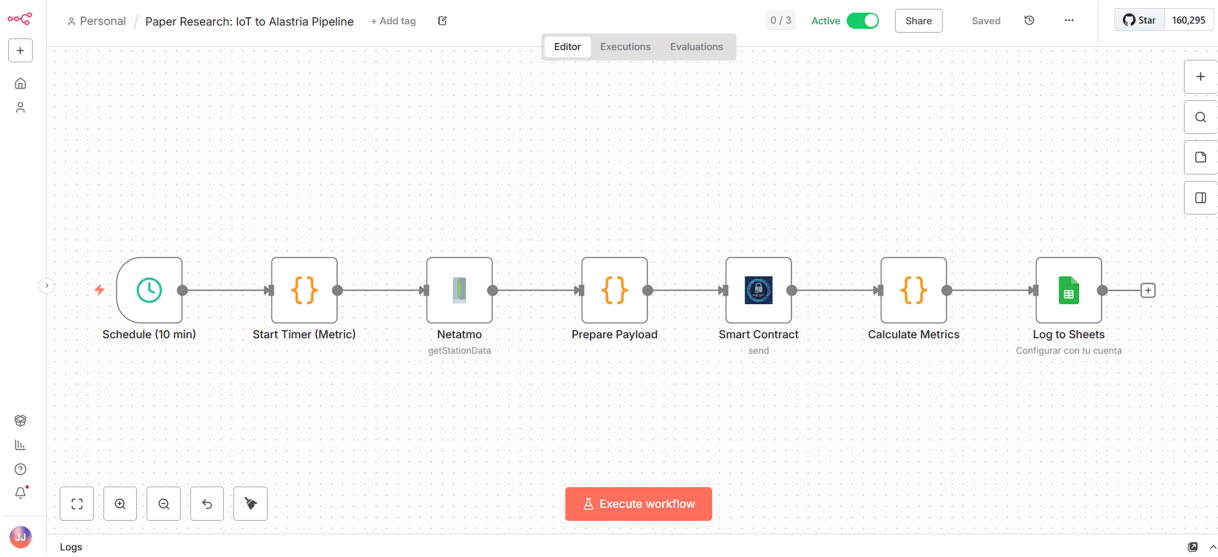 Personal / Paper Research: IoT to Alastria Pipeline + Add tag 0 / 3 Active Share Saved ... Star 160,295
Editor Executions Evaluations
Schedule (10 min) Start Timer (Metric) Netatmo Prepare Payload Smart Contract Calculate Metrics Log to Sheets
getStationData send Configurar con tu cuenta
Execute workflow
JJ
Logs